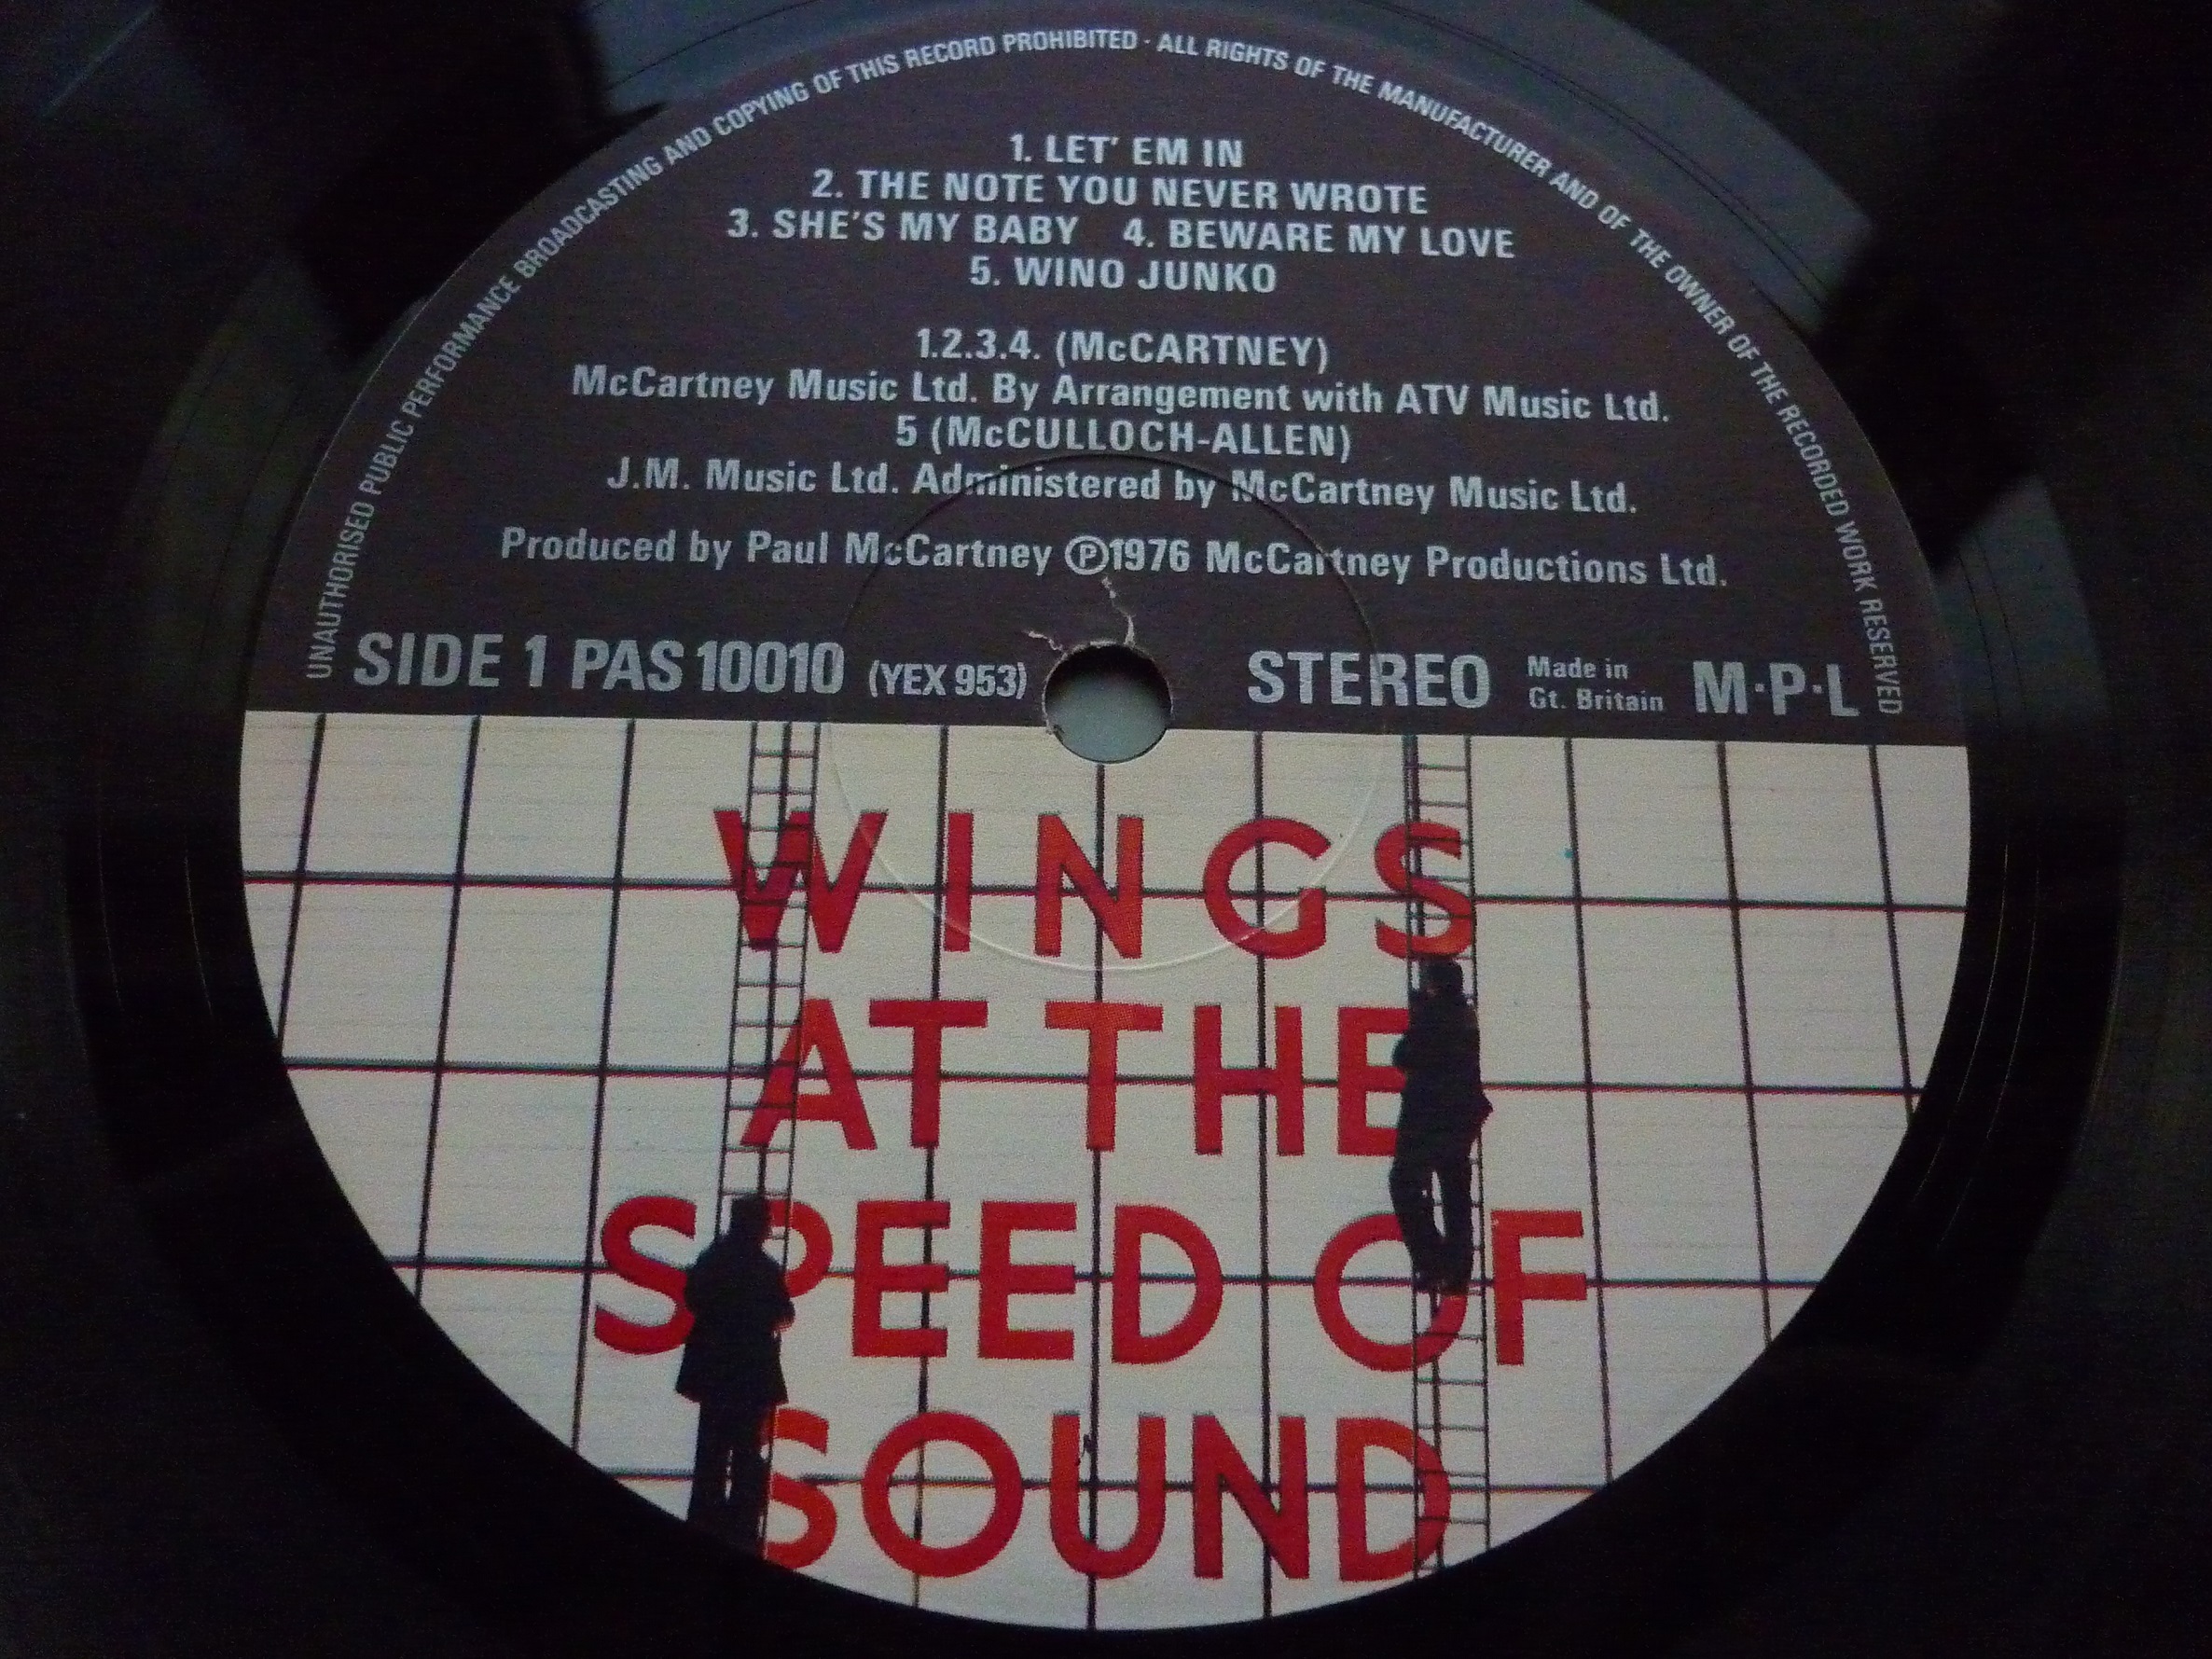 UNAUTHORISED PUBLIC PERFORMANCE BROADCASTING AND COPYING OF THIS RECORD PROHIBITED · ALL RIGHTS OF THE MANUFACTURER AND OF THE OWNER OF THE RECORDED WORK RESERVED
1. LET' EM IN
2. THE NOTE YOU NEVER WROTE
3. SHE'S MY BABY 4. BEWARE MY LOVE
5. WINO JUNKO
1.2.3.4. (McCARTNEY)
McCartney Music Ltd. By Arrangement with ATV Music Ltd.
5 (McCULLOCH-ALLEN)
J.M. Music Ltd. Administered by McCartney Music Ltd.
Produced by Paul McCartney ℗1976 McCartney Productions Ltd.
SIDE 1 PAS 10010 (YEX 953) STEREO Made in Gt. Britain M·P·L
WINGS
AT THE
SPEED OF
SOUND